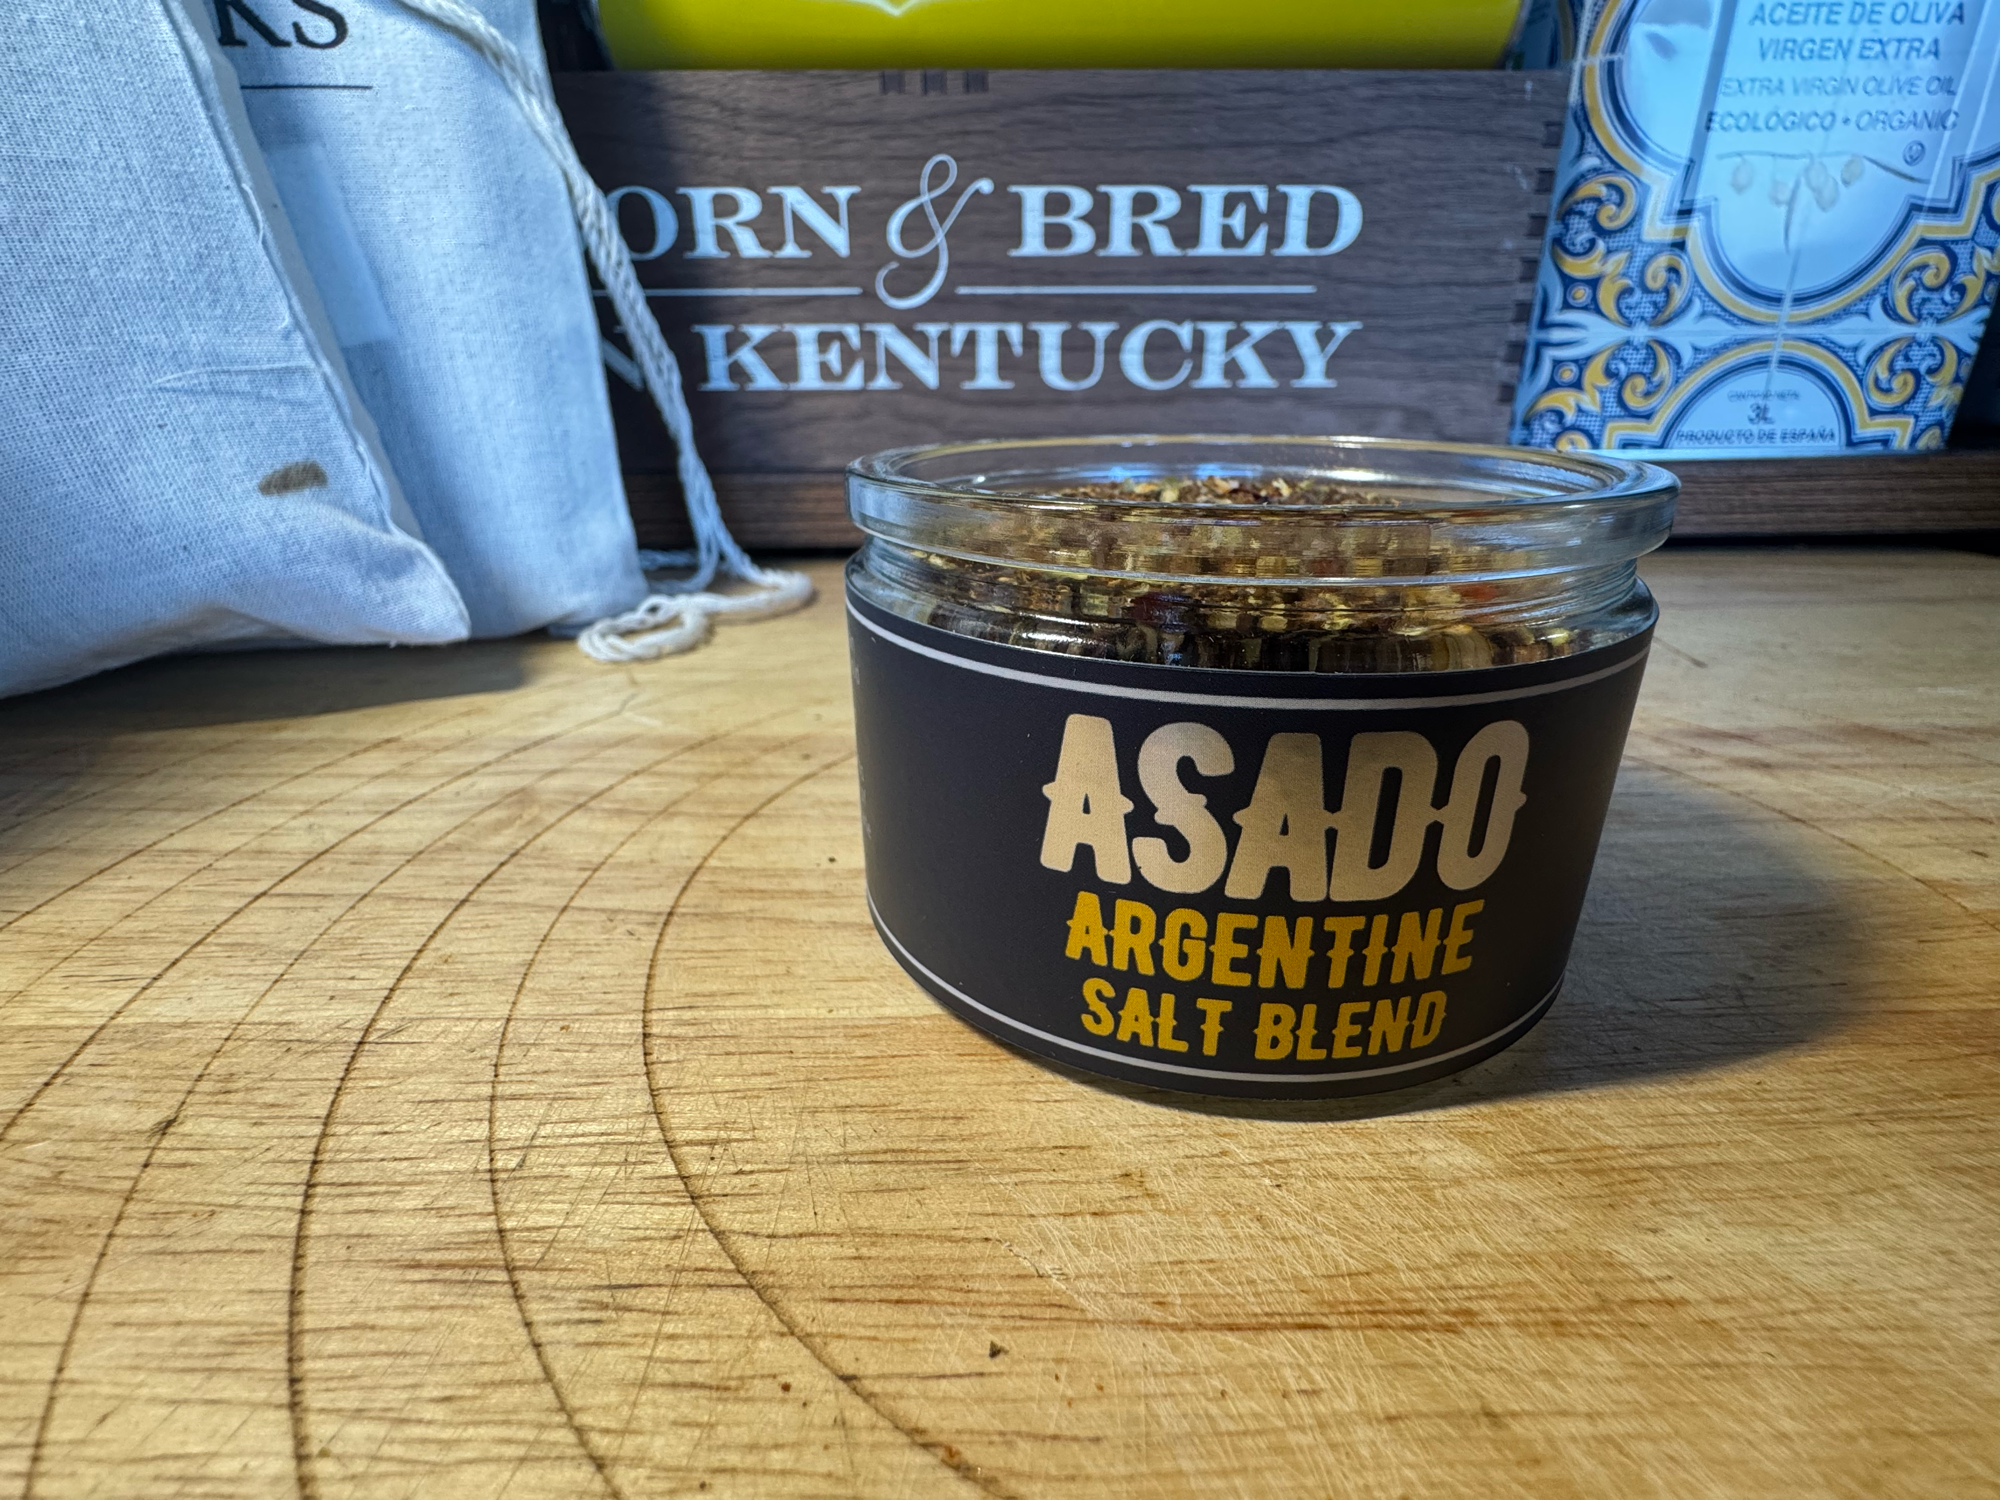 KS
ORN & BRED
N KENTUCKY
ACEITE DE OLIVA
VIRGEN EXTRA
EXTRA VIRGIN OLIVE OIL
ECOLÓGICO • ORGANIC
3L
PRODUCTO DE ESPAÑA
ASADO
ARGENTINE
SALT BLEND